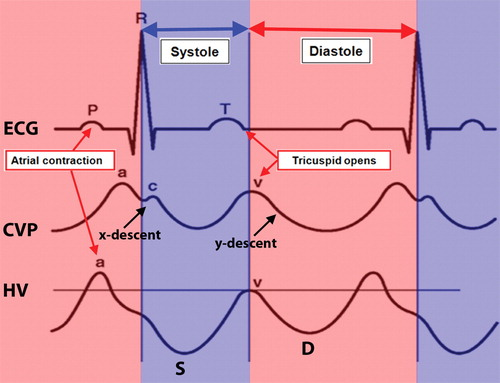 R
Systole
Diastole
P
T
ECG
Atrial contraction
Tricuspid opens
a
c
v
CVP
x-descent
y-descent
a
HV
v
S
D